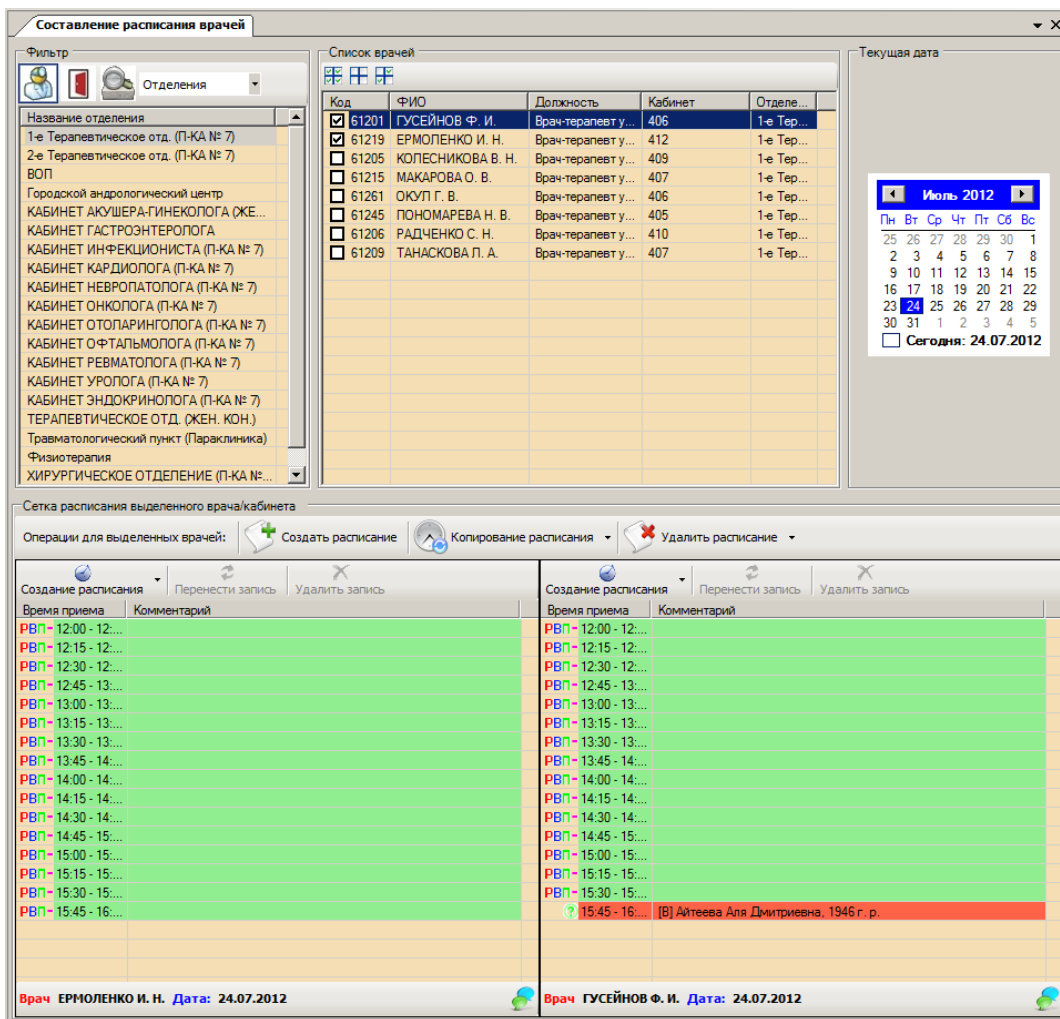 Составление расписания врачей
Фильтр
Отделения
Название отделения
1-е Терапевтическое отд. (П-КА № 7)
2-е Терапевтическое отд. (П-КА № 7)
ВОП
Городской андрологический центр
КАБИНЕТ АКУШЕРА-ГИНЕКОЛОГА (ЖЕ...
КАБИНЕТ ГАСТРОЭНТЕРОЛОГА
КАБИНЕТ ИНФЕКЦИОНИСТА (П-КА № 7)
КАБИНЕТ КАРДИОЛОГА (П-КА № 7)
КАБИНЕТ НЕВРОПАТОЛОГА (П-КА № 7)
КАБИНЕТ ОНКОЛОГА (П-КА № 7)
КАБИНЕТ ОТОЛАРИНГОЛОГА (П-КА № 7)
КАБИНЕТ ОФТАЛЬМОЛОГА (П-КА № 7)
КАБИНЕТ РЕВМАТОЛОГА (П-КА № 7)
КАБИНЕТ УРОЛОГА (П-КА № 7)
КАБИНЕТ ЭНДОКРИНОЛОГА (П-КА № 7)
ТЕРАПЕВТИЧЕСКОЕ ОТД. (ЖЕН. КОН.)
Травматологический пункт (Параклиника)
Физиотерапия
ХИРУРГИЧЕСКОЕ ОТДЕЛЕНИЕ (П-КА №...
Список врачей
Код ФИО Должность Кабинет Отделе...
61201 ГУСЕЙНОВ Ф. И. Врач-терапевт у... 406 1-е Тер...
61219 ЕРМОЛЕНКО И. Н. Врач-терапевт у... 412 1-е Тер...
61205 КОЛЕСНИКОВА В. Н. Врач-терапевт у... 409 1-е Тер...
61215 МАКАРОВА О. В. Врач-терапевт у... 407 1-е Тер...
61261 ОКУЛ Г. В. Врач-терапевт у... 406 1-е Тер...
61245 ПОНОМАРЕВА Н. В. Врач-терапевт у... 405 1-е Тер...
61206 РАДЧЕНКО С. Н. Врач-терапевт у... 410 1-е Тер...
61209 ТАНАСКОВА Л. А. Врач-терапевт у... 407 1-е Тер...
Текущая дата
Июль 2012
Пн Вт Ср Чт Пт Сб Вс
25 26 27 28 29 30 1
2 3 4 5 6 7 8
9 10 11 12 13 14 15
16 17 18 19 20 21 22
23 24 25 26 27 28 29
30 31 1 2 3 4 5
Сегодня: 24.07.2012
Сетка расписания выделенного врача/кабинета
Операции для выделенных врачей: Создать расписание Копирование расписания Удалить расписание
Создание расписания Перенести запись Удалить запись
Время приема Комментарий
РВП- 12:00 - 12:...
РВП- 12:15 - 12:...
РВП- 12:30 - 12:...
РВП- 12:45 - 13:...
РВП- 13:00 - 13:...
РВП- 13:15 - 13:...
РВП- 13:30 - 13:...
РВП- 13:45 - 14:...
РВП- 14:00 - 14:...
РВП- 14:15 - 14:...
РВП- 14:30 - 14:...
РВП- 14:45 - 15:...
РВП- 15:00 - 15:...
РВП- 15:15 - 15:...
РВП- 15:30 - 15:...
РВП- 15:45 - 16:...
Врач ЕРМОЛЕНКО И. Н. Дата: 24.07.2012
Создание расписания Перенести запись Удалить запись
Время приема Комментарий
РВП- 12:00 - 12:...
РВП- 12:15 - 12:...
РВП- 12:30 - 12:...
РВП- 12:45 - 13:...
РВП- 13:00 - 13:...
РВП- 13:15 - 13:...
РВП- 13:30 - 13:...
РВП- 13:45 - 14:...
РВП- 14:00 - 14:...
РВП- 14:15 - 14:...
РВП- 14:30 - 14:...
РВП- 14:45 - 15:...
РВП- 15:00 - 15:...
РВП- 15:15 - 15:...
РВП- 15:30 - 15:...
? 15:45 - 16:... [В] Айтеева Аля Дмитриевна, 1946 г. р.
Врач ГУСЕЙНОВ Ф. И. Дата: 24.07.2012